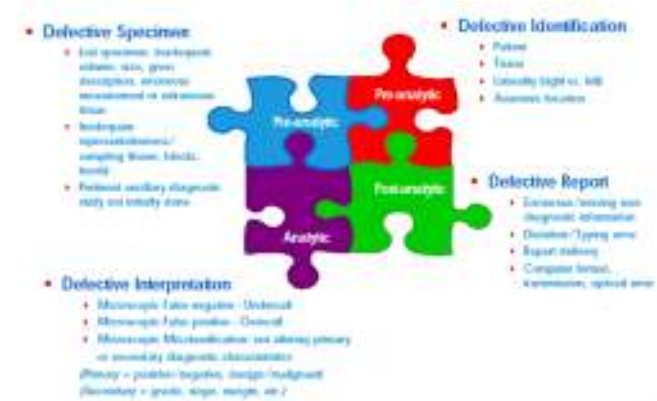 Defective Specimen
Lost specimen, inadequate
volume, size, gross
description, erroneous
measurement or extraneous
tissue
Inadequate
representativeness/
sampling tissue, blocks,
levels
Preferred ancillary diagnostic
study not initially done
Defective Identification
Patient
Tissue
Laterality (right vs. left)
Anatomic location
Pre-analytic
Pre-analytic
Post-analytic
Analytic
Defective Report
Erroneous/missing non
diagnostic information
Dictation/Typing error
Report delivery
Computer format,
transmission, upload error
Defective Interpretation
Microscopic False negative - Undercall
Microscopic False positive - Overcall
Microscopic Misclassification: not altering primary
or secondary diagnostic characteristics
(Primary = positive/negative, benign/malignant)
(Secondary = grade, stage, margin, etc.)